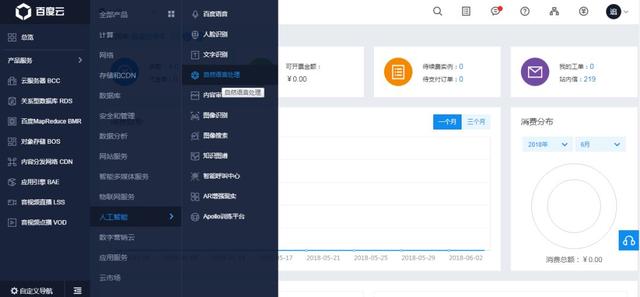 百度云
总览
产品服务
云服务器 BCC
关系型数据库 RDS
百度MapReduce BMR
对象存储 BOS
内容分发网络 CDN
应用引擎 BAE
音视频直播 LSS
音视频点播 VOD
自定义导航
全部产品
计算
网络
存储和CDN
数据库
安全和管理
数据分析
网站服务
智能多媒体服务
物联网服务
人工智能
数字营销云
应用服务
云市场
百度语音
人脸识别
文字识别
自然语言处理
自然语言处理
内容审
图像识别
图像搜索
知识图谱
智能呼叫中心
AR增强现实
Apollo训练平台
可开票金额：
¥ 0.00
待续费实例：0
待支付订单：0
我的工单：0
站内信：219
一个月
三个月
消费分布
2018年
6月
消费总额：¥ 0.00
5-17
2018-05-21
2018-05-25
2018-05-29
2018-06-02